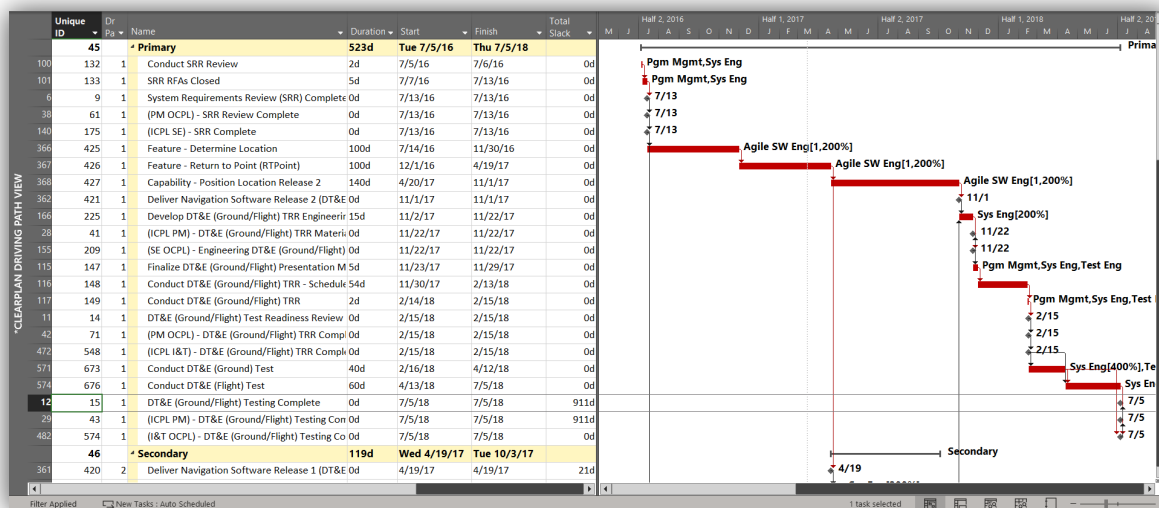 Unique ID Dr Pa Name Duration Start Finish Total Slack
Half 2, 2016 Half 1, 2017 Half 2, 2017 Half 1, 2018 Half 2, 201
M J J A S O N D J F M A M J J A S O N D J F M A M J J A
45 Primary 523d Tue 7/5/16 Thu 7/5/18 Prima
100 132 1 Conduct SRR Review 2d 7/5/16 7/6/16 0d Pgm Mgmt,Sys Eng
101 133 1 SRR RFAs Closed 5d 7/7/16 7/13/16 0d Pgm Mgmt,Sys Eng
6 9 1 System Requirements Review (SRR) Complete 0d 7/13/16 7/13/16 0d 7/13
38 61 1 (PM OCPL) - SRR Review Complete 0d 7/13/16 7/13/16 0d 7/13
140 175 1 (ICPL SE) - SRR Complete 0d 7/13/16 7/13/16 0d 7/13
366 425 1 Feature - Determine Location 100d 7/14/16 11/30/16 0d Agile SW Eng[1,200%]
367 426 1 Feature - Return to Point (RTPoint) 100d 12/1/16 4/19/17 0d Agile SW Eng[1,200%]
368 427 1 Capability - Position Location Release 2 140d 4/20/17 11/1/17 0d Agile SW Eng[1,200%]
362 421 1 Deliver Navigation Software Release 2 (DT&E 0d 11/1/17 11/1/17 0d 11/1
166 225 1 Develop DT&E (Ground/Flight) TRR Engineerir 15d 11/2/17 11/22/17 0d Sys Eng[200%]
28 41 1 (ICPL PM) - DT&E (Ground/Flight) TRR Materia 0d 11/22/17 11/22/17 0d 11/22
155 209 1 (SE OCPL) - Engineering DT&E (Ground/Flight) 0d 11/22/17 11/22/17 0d 11/22
115 147 1 Finalize DT&E (Ground/Flight) Presentation M 5d 11/23/17 11/29/17 0d Pgm Mgmt,Sys Eng,Test Eng
116 148 1 Conduct DT&E (Ground/Flight) TRR - Schedule 54d 11/30/17 2/13/18 0d
117 149 1 Conduct DT&E (Ground/Flight) TRR 2d 2/14/18 2/15/18 0d Pgm Mgmt,Sys Eng,Test
11 14 1 DT&E (Ground/Flight) Test Readiness Review 0d 2/15/18 2/15/18 0d 2/15
42 71 1 (PM OCPL) - DT&E (Ground/Flight) TRR Compl 0d 2/15/18 2/15/18 0d 2/15
472 548 1 (ICPL I&T) - DT&E (Ground/Flight) TRR Comple 0d 2/15/18 2/15/18 0d 2/15
571 673 1 Conduct DT&E (Ground) Test 40d 2/16/18 4/12/18 0d Sys Eng[400%],Te
574 676 1 Conduct DT&E (Flight) Test 60d 4/13/18 7/5/18 0d Sys En
12 15 1 DT&E (Ground/Flight) Testing Complete 0d 7/5/18 7/5/18 911d 7/5
29 43 1 (ICPL PM) - DT&E (Ground/Flight) Testing Con 0d 7/5/18 7/5/18 911d 7/5
482 574 1 (I&T OCPL) - DT&E (Ground/Flight) Testing Co 0d 7/5/18 7/5/18 0d 7/5
46 Secondary 119d Wed 4/19/17 Tue 10/3/17 Secondary
361 420 2 Deliver Navigation Software Release 1 (DT&E 0d 4/19/17 4/19/17 21d 4/19
*CLEARPLAN DRIVING PATH VIEW
Filter Applied New Tasks : Auto Scheduled 1 task selected